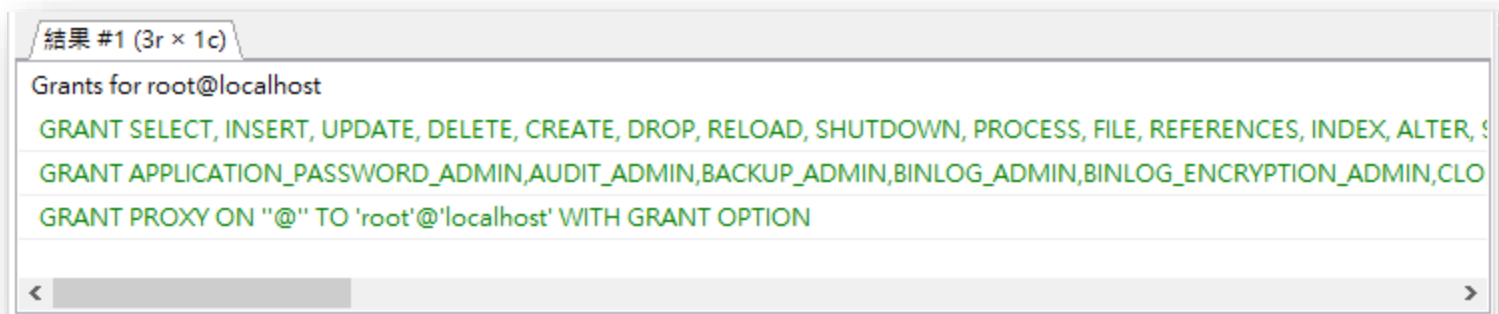 結果 #1 (3r × 1c)
Grants for root@localhost
GRANT SELECT, INSERT, UPDATE, DELETE, CREATE, DROP, RELOAD, SHUTDOWN, PROCESS, FILE, REFERENCES, INDEX, ALTER,
GRANT APPLICATION_PASSWORD_ADMIN,AUDIT_ADMIN,BACKUP_ADMIN,BINLOG_ADMIN,BINLOG_ENCRYPTION_ADMIN,CLO
GRANT PROXY ON ''@'' TO 'root'@'localhost' WITH GRANT OPTION